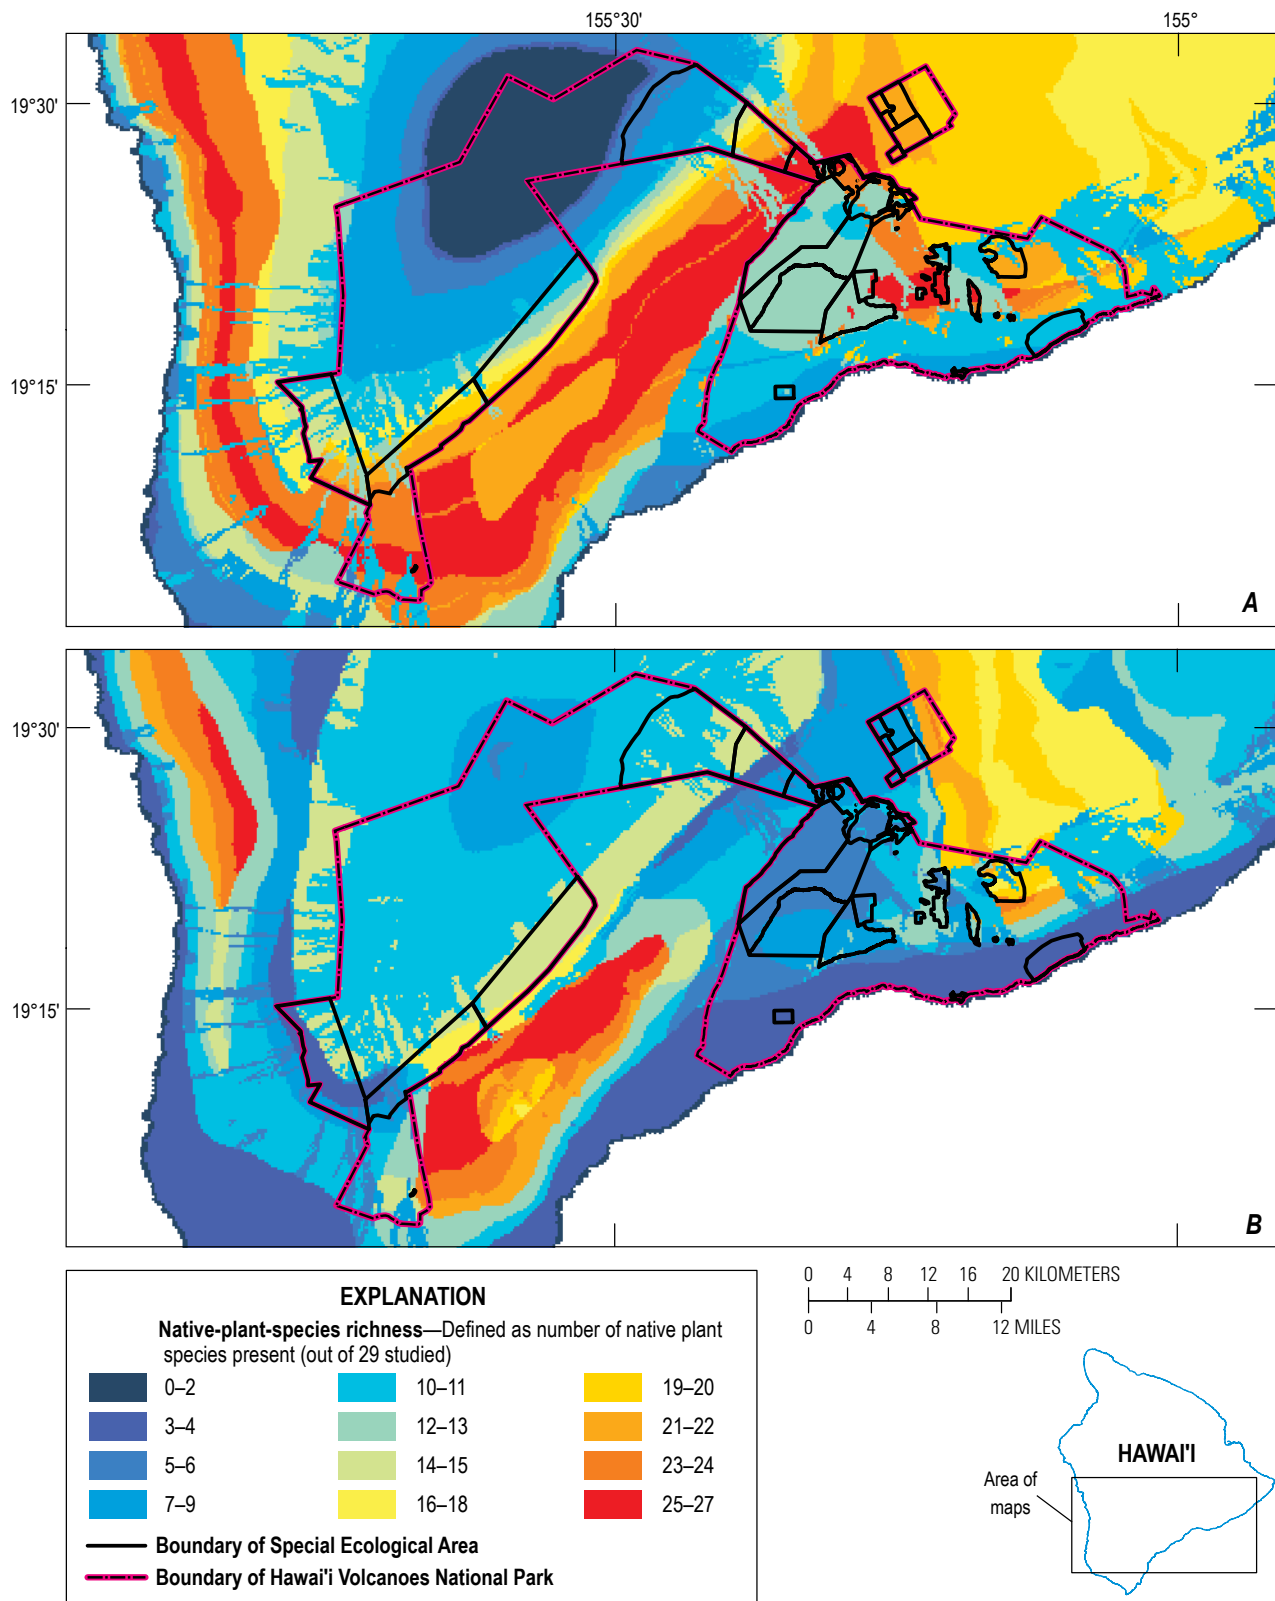 155°30' 155°
19°30'
19°15'
A
19°30'
19°15'
B
EXPLANATION
Native-plant-species richness—Defined as number of native plant
species present (out of 29 studied)
0–2 10–11 19–20
3–4 12–13 21–22
5–6 14–15 23–24
7–9 16–18 25–27
Boundary of Special Ecological Area
Boundary of Hawai'i Volcanoes National Park
0 4 8 12 16 20 KILOMETERS
0 4 8 12 MILES
HAWAI'I
Area of
maps